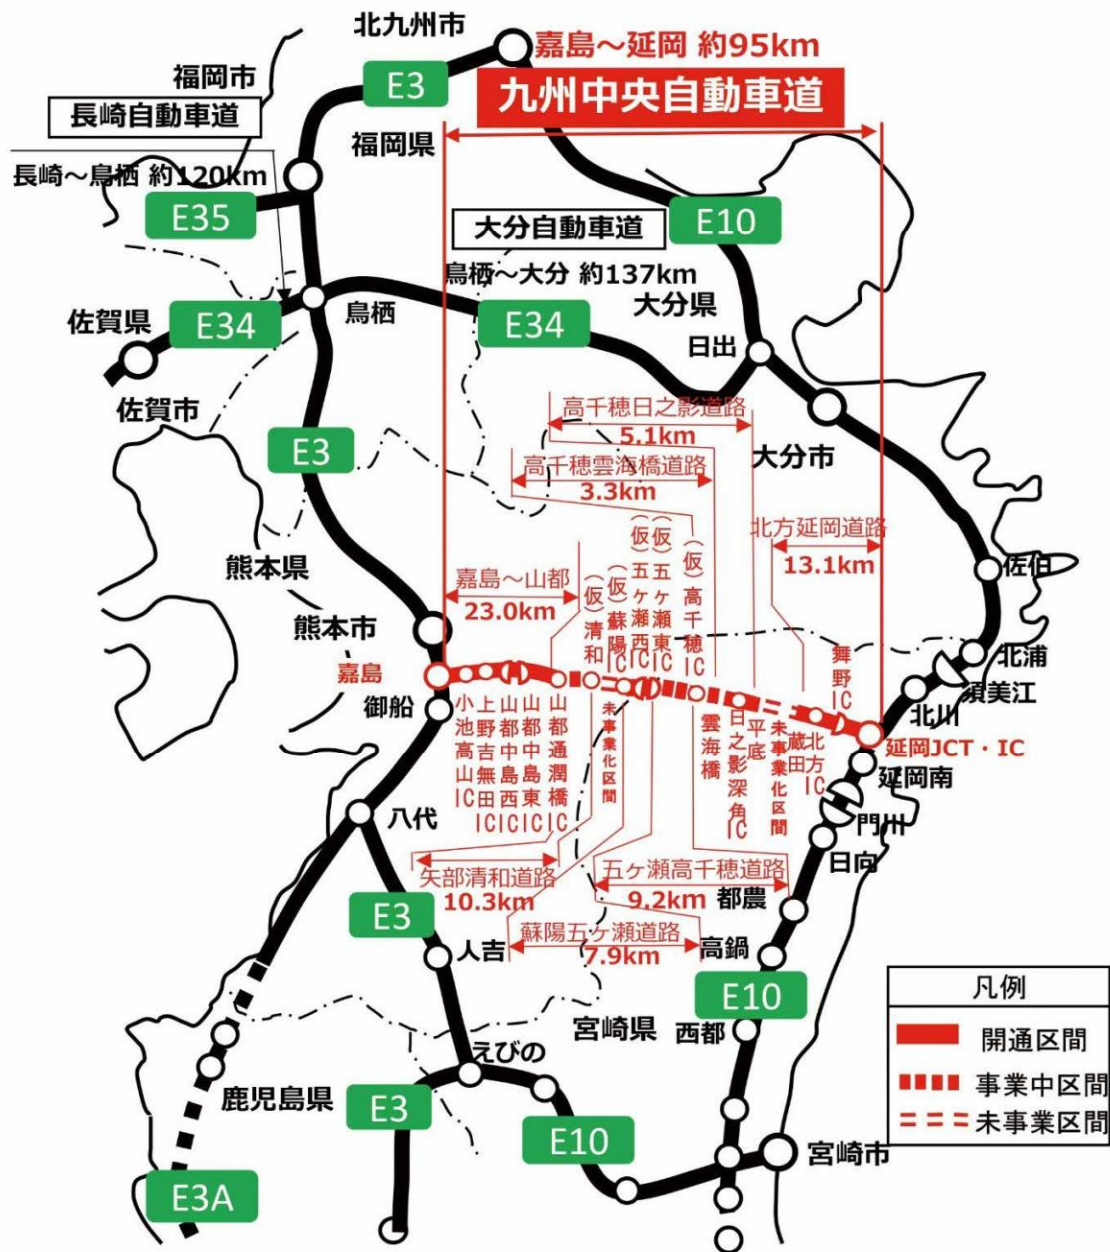 北九州市
嘉島～延岡 約95km
九州中央自動車道
福岡市
E3
長崎自動車道
福岡県
長崎～鳥栖 約120km
E35
E10
大分自動車道
鳥栖～大分 約137km
大分県
佐賀県
E34
鳥栖
E34
日出
佐賀市
高千穂日之影道路
5.1km
E3
大分市
高千穂雲海橋道路
3.3km
北方延岡道路
13.1km
佐伯
熊本県
嘉島～山都
23.0km
熊本市
(仮)清和
(仮)蘇陽IC
(仮)五ヶ瀬西IC
(仮)五ヶ瀬東IC
(仮)高千穂IC
舞野IC
北浦
須美江
北川
嘉島
御船
小池高山IC
上野吉無田IC
山都中島西IC
山都中島東IC
山都通潤橋IC
未事業化区間
雲海橋
日之影深角IC
平底
未事業化区間
蔵田
北方IC
延岡JCT・IC
延岡南
門川
日向
八代
矢部清和道路
10.3km
五ヶ瀬高千穂道路
9.2km
都農
蘇陽五ヶ瀬道路
7.9km
高鍋
E3
人吉
E10
西都
宮崎県
えびの
鹿児島県
E3
E10
宮崎市
E3A
凡例
開通区間
事業中区間
未事業区間